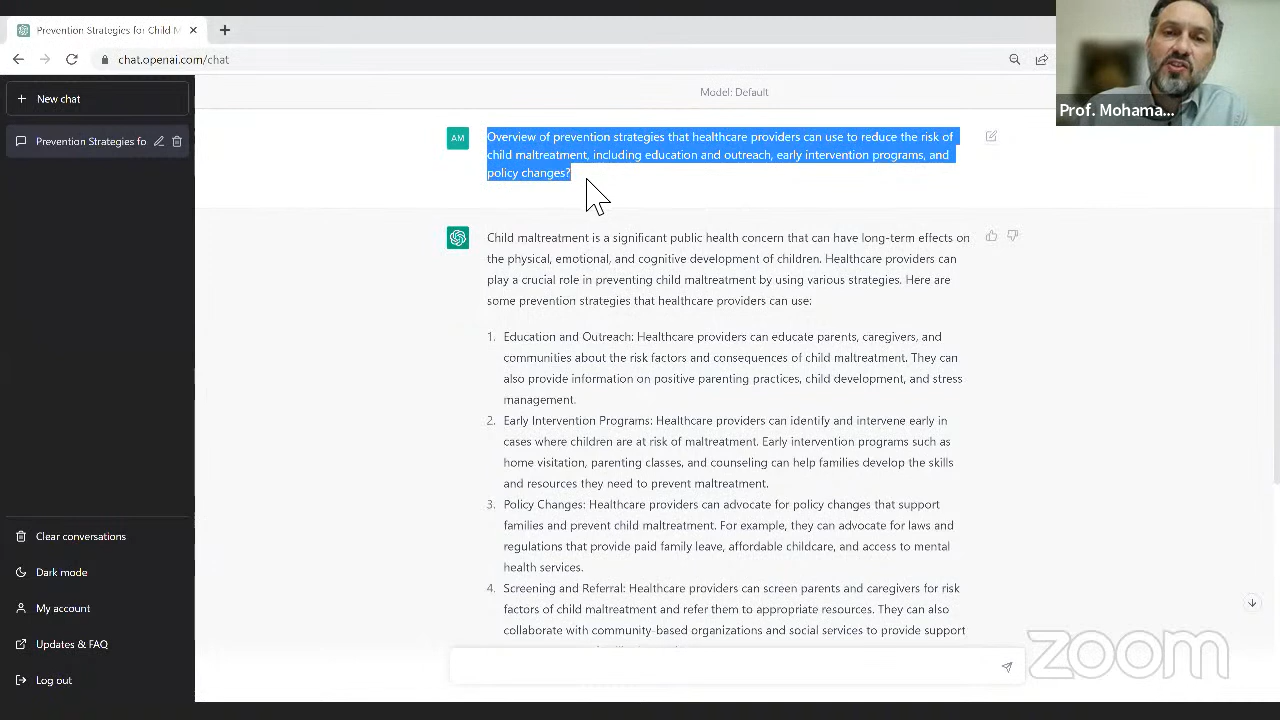 Prevention Strategies for Child M
chat.openai.com/chat
Prof. Mohama...
New chat
Model: Default
Prevention Strategies fo
AM
Overview of prevention strategies that healthcare providers can use to reduce the risk of
child maltreatment, including education and outreach, early intervention programs, and
policy changes?
Child maltreatment is a significant public health concern that can have long-term effects on
the physical, emotional, and cognitive development of children. Healthcare providers can
play a crucial role in preventing child maltreatment by using various strategies. Here are
some prevention strategies that healthcare providers can use:
1. Education and Outreach: Healthcare providers can educate parents, caregivers, and
communities about the risk factors and consequences of child maltreatment. They can
also provide information on positive parenting practices, child development, and stress
management.
2. Early Intervention Programs: Healthcare providers can identify and intervene early in
cases where children are at risk of maltreatment. Early intervention programs such as
home visitation, parenting classes, and counseling can help families develop the skills
and resources they need to prevent maltreatment.
3. Policy Changes: Healthcare providers can advocate for policy changes that support
families and prevent child maltreatment. For example, they can advocate for laws and
regulations that provide paid family leave, affordable childcare, and access to mental
health services.
4. Screening and Referral: Healthcare providers can screen parents and caregivers for risk
factors of child maltreatment and refer them to appropriate resources. They can also
collaborate with community-based organizations and social services to provide support
Clear conversations
Dark mode
My account
Updates & FAQ
Log out
zoom